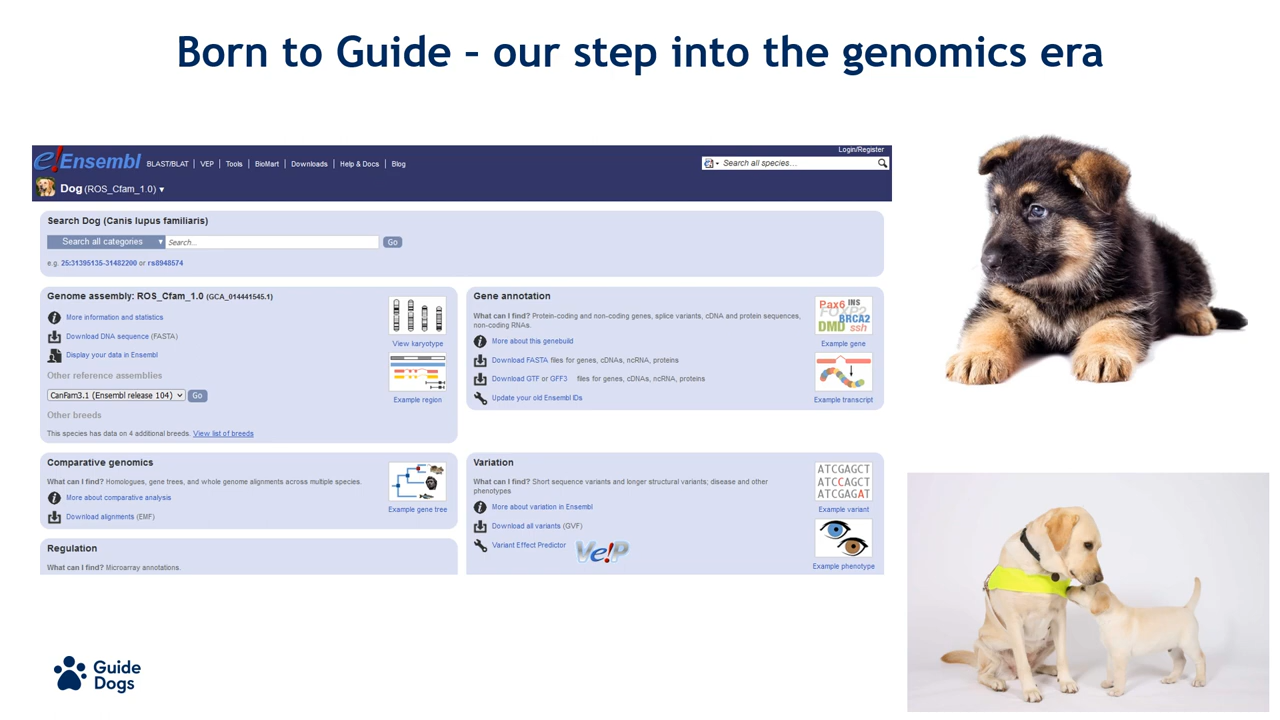 Born to Guide – our step into the genomics era
Login/Register
e!Ensembl BLAST/BLAT | VEP | Tools | BioMart | Downloads | Help & Docs | Blog
Search all species…
Dog (ROS_Cfam_1.0) ▼
Search Dog (Canis lupus familiaris)
Search all categories ▼ Search… Go
e.g. 25:31395135-31482200 or rs8948574
Genome assembly: ROS_Cfam_1.0 (GCA_014441545.1)
More information and statistics
Download DNA sequence (FASTA)
Display your data in Ensembl
View karyotype
Other reference assemblies
CanFam3.1 (Ensembl release 104) Go
Example region
Other breeds
This species has data on 4 additional breeds. View list of breeds
Gene annotation
What can I find? Protein-coding and non-coding genes, splice variants, cDNA and protein sequences,
non-coding RNAs.
More about this genebuild
Download FASTA files for genes, cDNAs, ncRNA, proteins
Download GTF or GFF3 files for genes, cDNAs, ncRNA, proteins
Update your old Ensembl IDs
Pax6 INS
FOXP2
BRCA2
DMD ssh
Example gene
Example transcript
Comparative genomics
What can I find? Homologues, gene trees, and whole genome alignments across multiple species.
More about comparative analysis
Download alignments (EMF)
Example gene tree
Variation
What can I find? Short sequence variants and longer structural variants; disease and other
phenotypes
More about variation in Ensembl
Download all variants (GVF)
Variant Effect Predictor Ve!P
ATCGAGCT
ATCCAGCT
ATCGAGAT
Example variant
Example phenotype
Regulation
What can I find? Microarray annotations.
Guide
Dogs